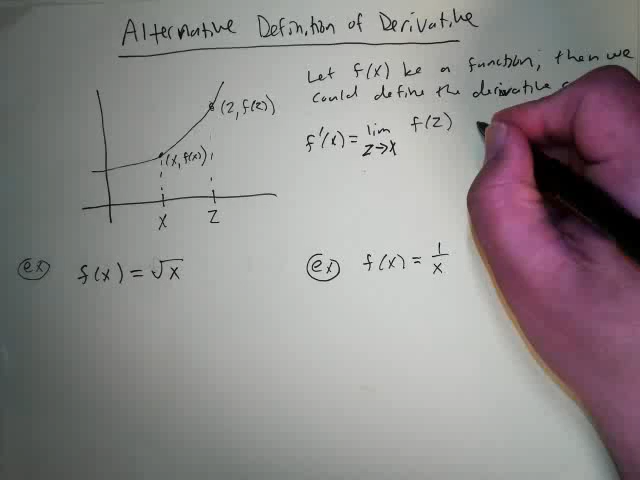 Alternative Definition of Derivative
Let f(x) be a function, then we
could define the derivative
f'(x) = lim f(z)
z→x
(z, f(z))
(x, f(x))
x z
ex f(x) = √x
ex f(x) = 1/x